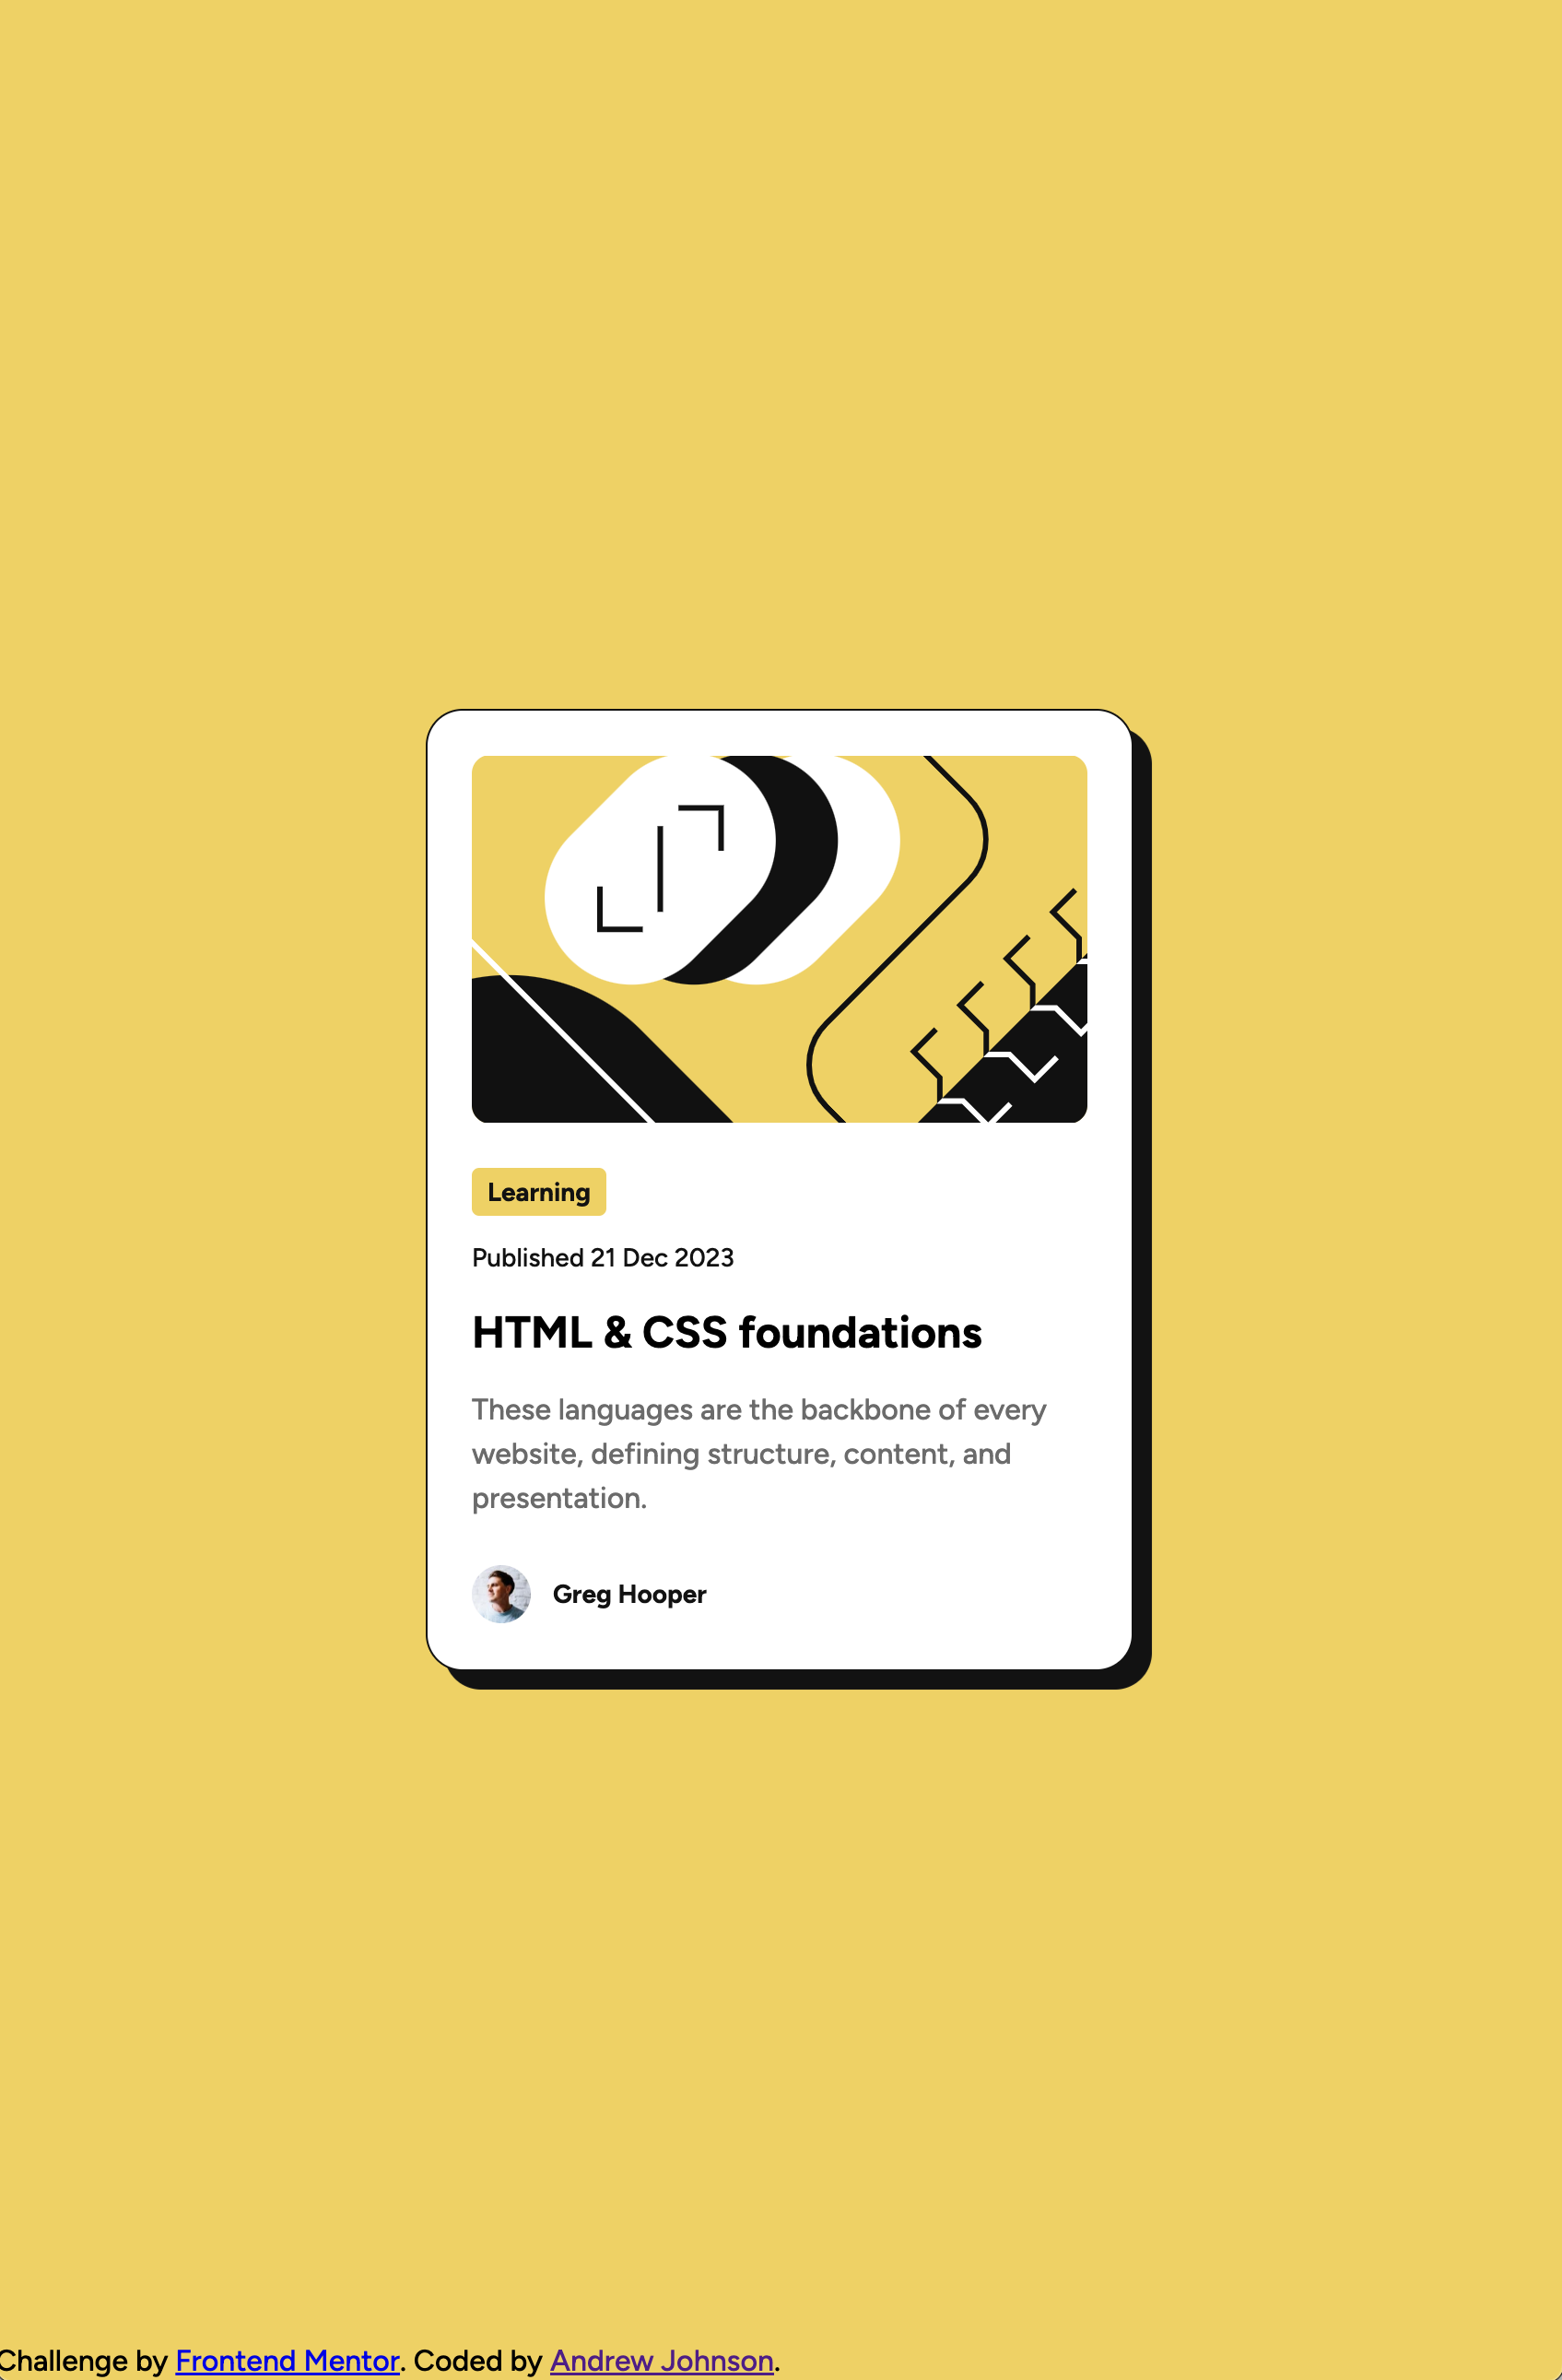 Learning
Published 21 Dec 2023
HTML & CSS foundations
These languages are the backbone of every
website, defining structure, content, and
presentation.
Greg Hooper
Challenge by Frontend Mentor. Coded by Andrew Johnson.